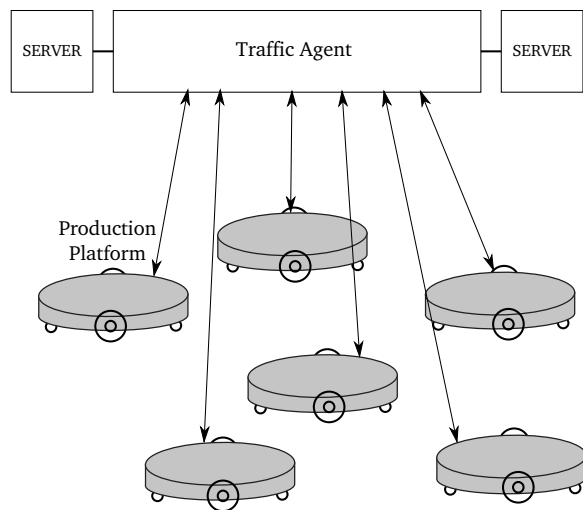 SERVER
Traffic Agent
SERVER
Production
Platform